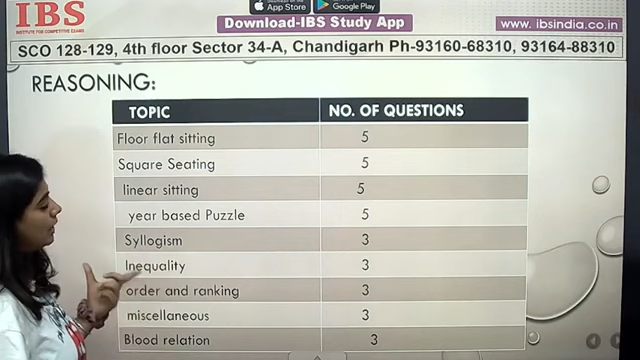 IBS
INSTITUTE FOR COMPETITIVE EXAMS
App Store
Google Play
Download-IBS Study App
www. ibsindia.co.in
SCO 128-129, 4th floor Sector 34-A, Chandigarh Ph-93160-68310, 93164-88310
REASONING:
TOPIC NO. OF QUESTIONS
Floor flat sitting 5
Square Seating 5
linear sitting 5
year based Puzzle 5
Syllogism 3
Inequality 3
order and ranking 3
miscellaneous 3
Blood relation 3